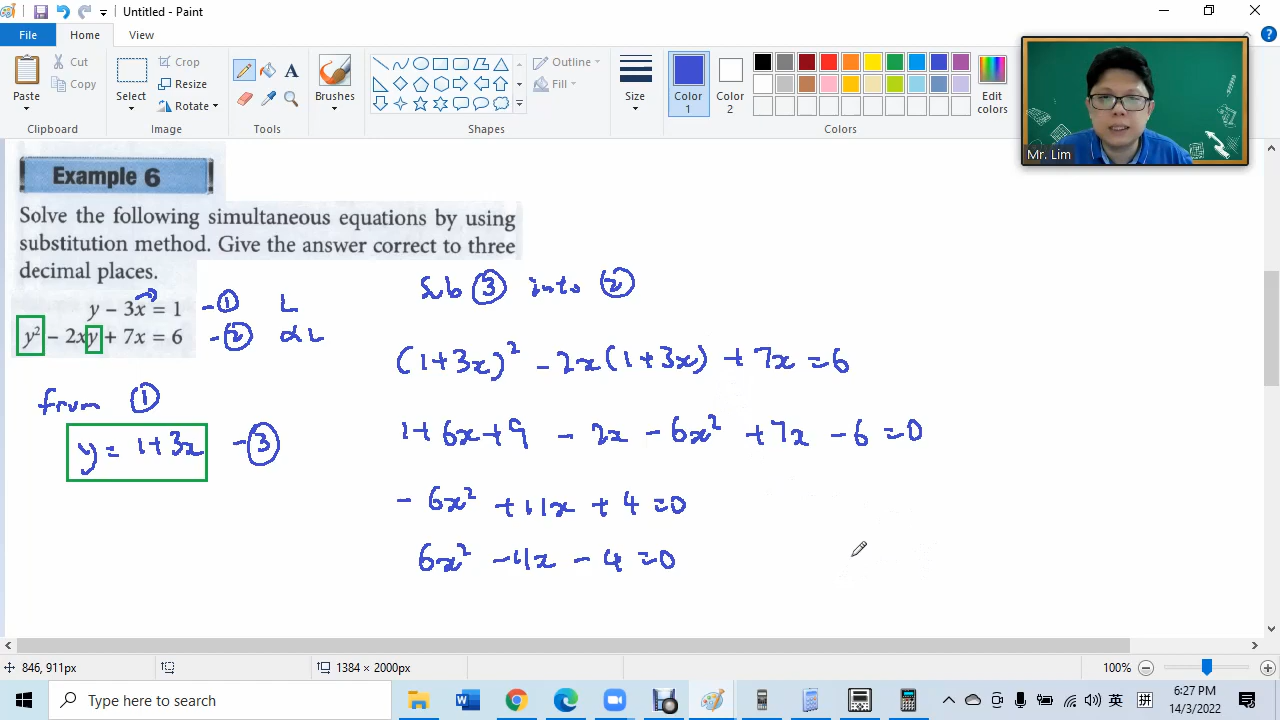 Untitled - Paint
File
Home
View
Paste
Cut
Copy
Clipboard
Select
Crop
Resize
Rotate
Image
Tools
Brushes
Shapes
Outline
Fill
Size
Color 1
Color 2
Edit colors
Colors
Mr. Lim
Example 6
Solve the following simultaneous equations by using
substitution method. Give the answer correct to three
decimal places.
y – 3x = 1 - ① L
y² – 2xy + 7x = 6 - ② αL
from ①
y = 1+3x - ③
Sub ③ into ②
(1+3x)² - 2x(1+3x) + 7x = 6
1 + 6x + 9 - 2x - 6x² + 7x - 6 = 0
- 6x² + 11x + 4 = 0
6x² - 11x - 4 = 0
846, 911px
1384 × 2000px
100%
Type here to search
英
拼
6:27 PM
14/3/2022